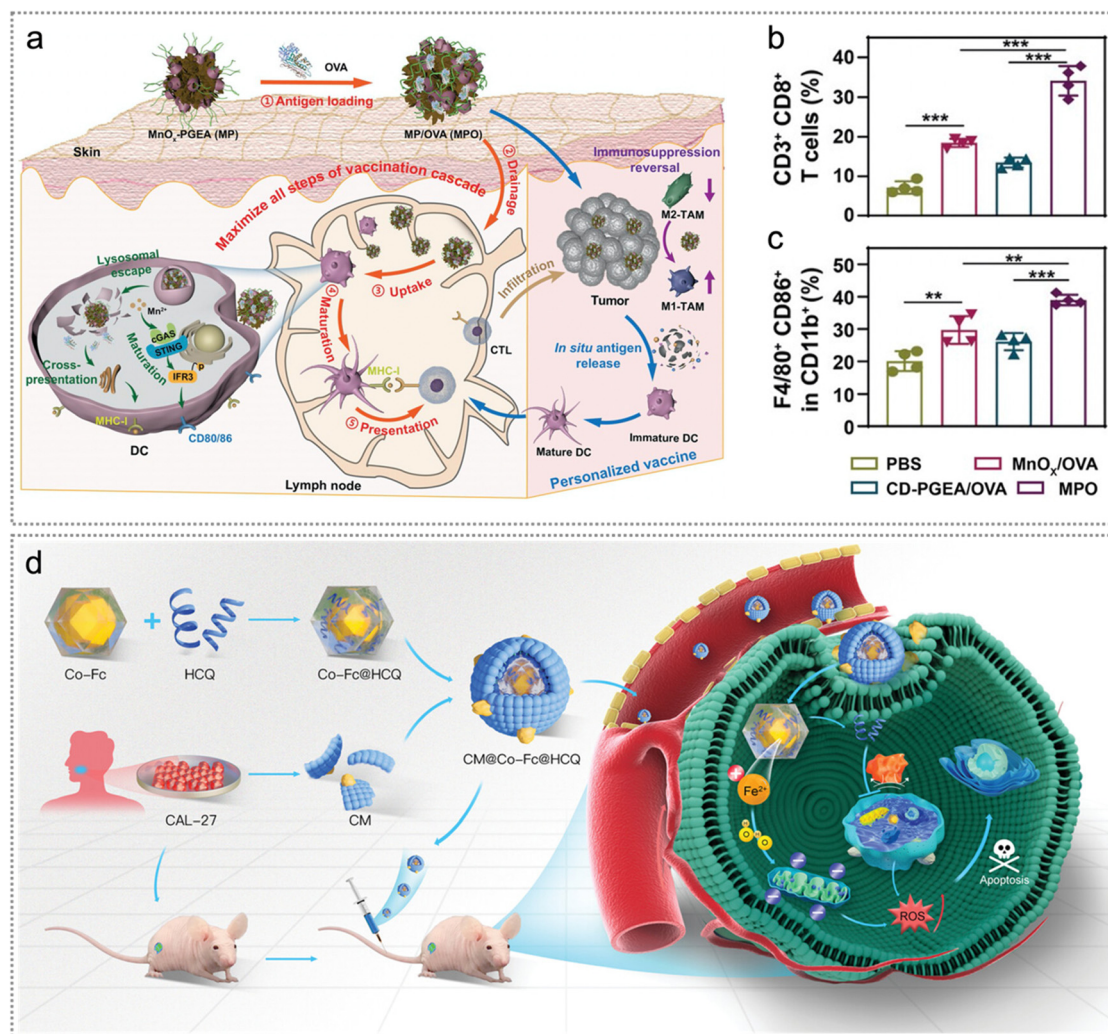 a
OVA
① Antigen loading
MnOx-PGEA (MP)
MP/OVA (MPO)
Skin
② Drainage
Immunosuppression
reversal
M2-TAM
M1-TAM
Maximize all steps of vaccination cascade
Lysosomal
escape
Mn²⁺
cGAS
STING
P
IFR3
Maturation
Cross-
presentation
MHC-I
DC
CD80/86
③ Uptake
④ Maturation
MHC-I
⑤ Presentation
Infiltration
CTL
Lymph node
Tumor
In situ antigen
release
Immature DC
Mature DC
Personalized vaccine
b
CD3⁺ CD8⁺
T cells (%)
40
30
20
10
0
***
***
***
c
F4/80⁺ CD86⁺
in CD11b⁺(%)
50
40
30
20
10
0
**
**
***
PBS
MnOx/OVA
CD-PGEA/OVA
MPO
d
Co–Fc
+
HCQ
Co–Fc@HCQ
CAL–27
CM
CM@Co–Fc@HCQ
Fe²⁺
H
O
O
H
ROS
Apoptosis